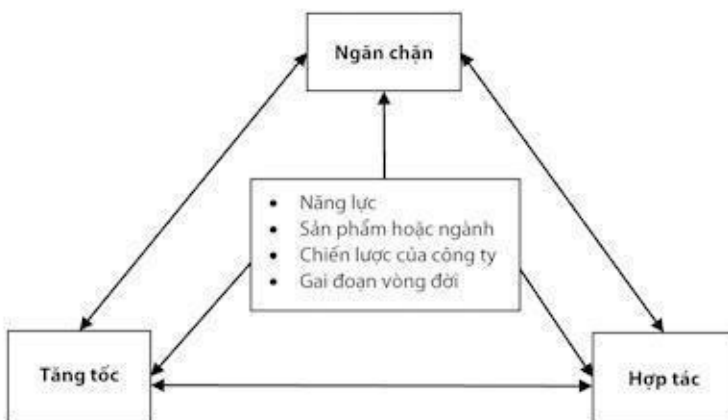 Ngăn chặn
• Năng lực
• Sản phẩm hoặc ngành
• Chiến lược của công ty
• Gai đoạn vòng đời
Tăng tốc
Hợp tác